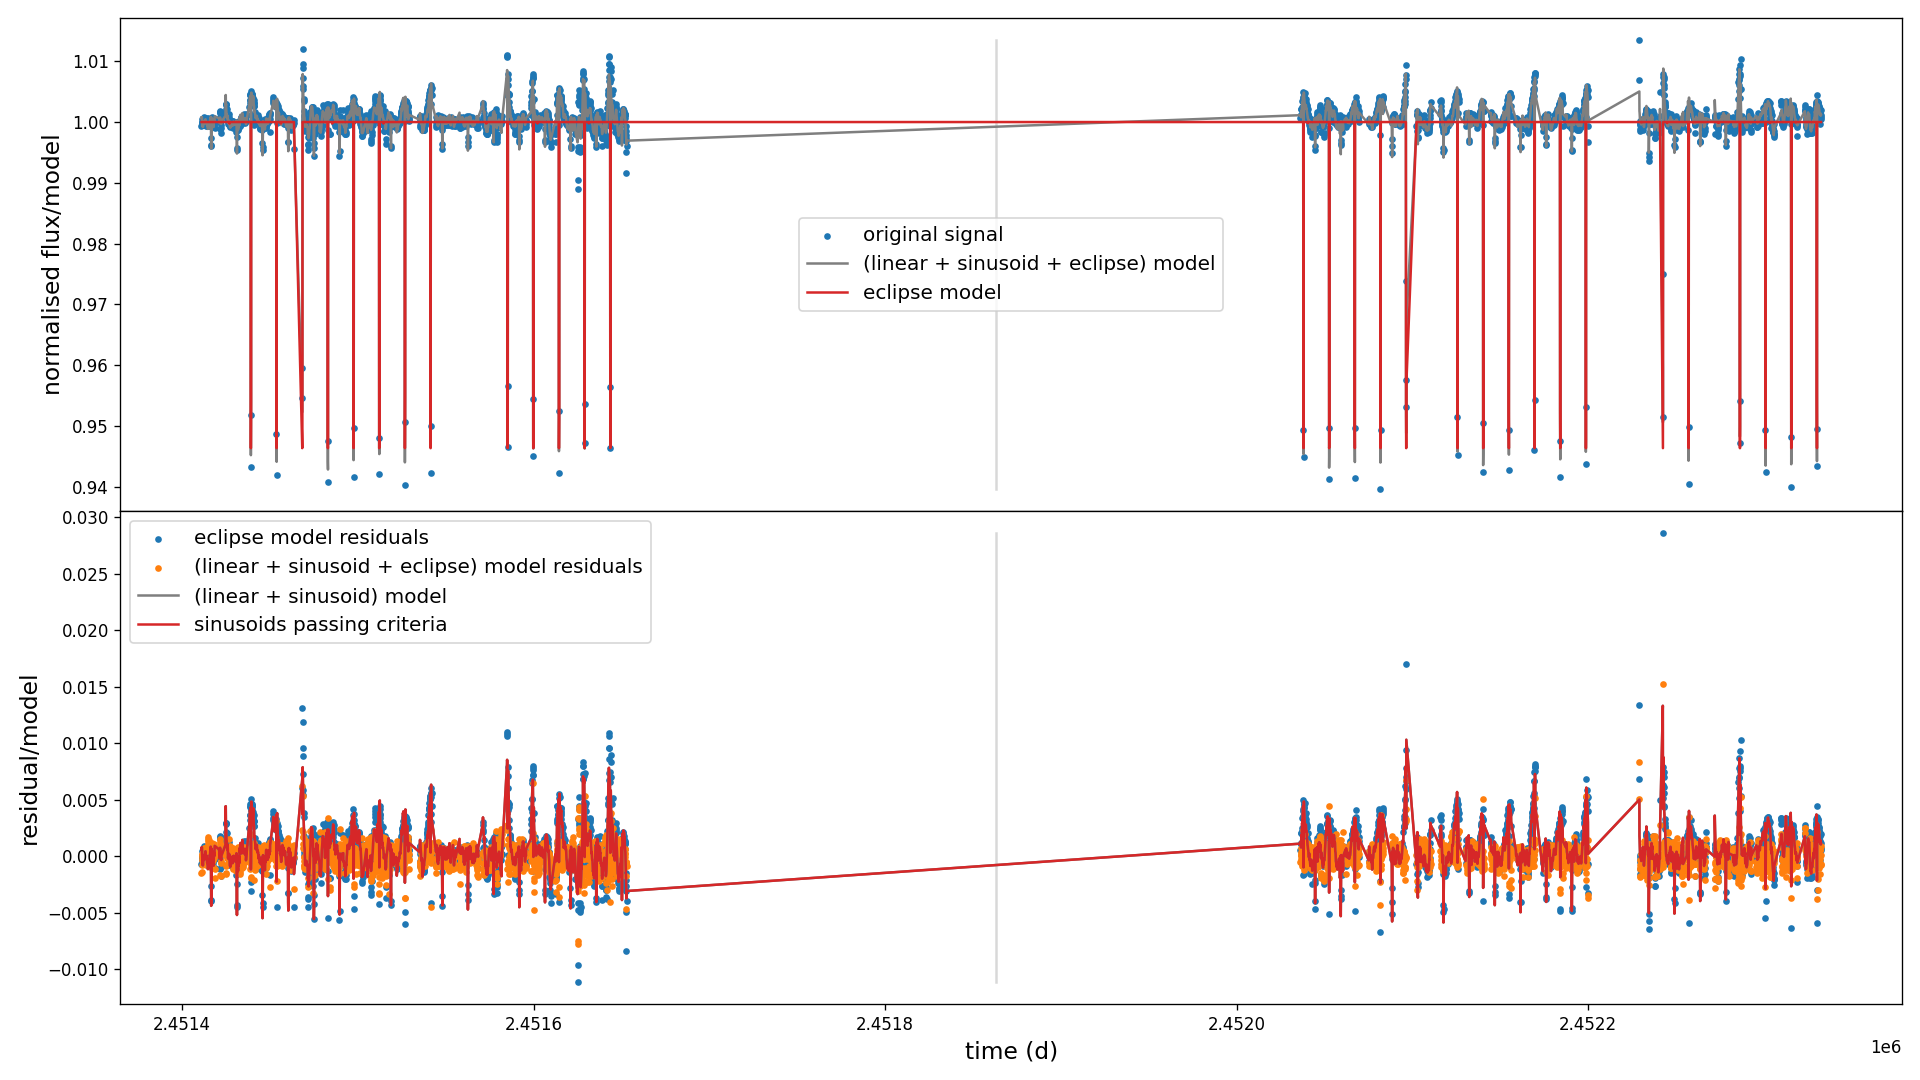 1.01
1.00
0.99
0.98
0.97
0.96
0.95
0.94
normalised flux/model
original signal
(linear + sinusoid + eclipse) model
eclipse model
0.030
0.025
0.020
0.015
0.010
0.005
0.000
−0.005
−0.010
residual/model
eclipse model residuals
(linear + sinusoid + eclipse) model residuals
(linear + sinusoid) model
sinusoids passing criteria
2.4514
2.4516
2.4518
2.4520
2.4522
1e6
time (d)